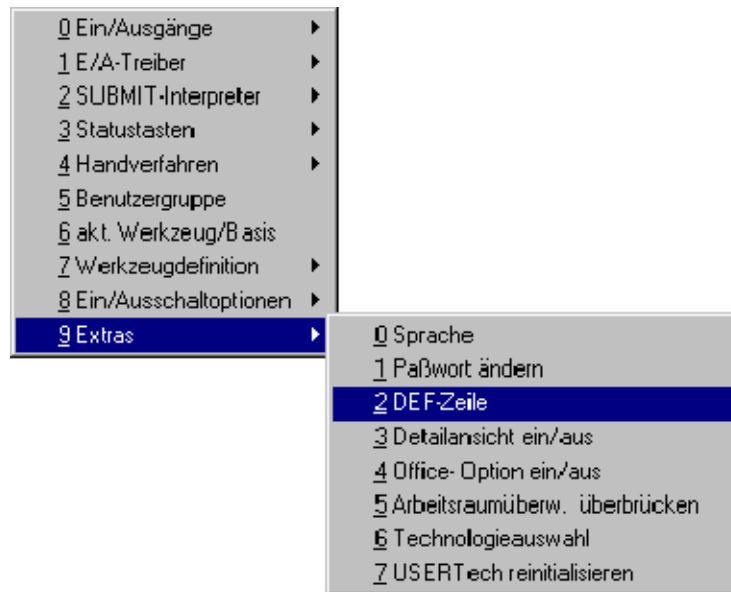 0 Ein/Ausgänge
1 E/A-Treiber
2 SUBMIT-Interpreter
3 Statustasten
4 Handverfahren
5 Benutzergruppe
6 akt. Werkzeug/Basis
7 Werkzeugdefinition
8 Ein/Ausschaltoptionen
9 Extras
0 Sprache
1 Paßwort ändern
2 DEF-Zeile
3 Detailansicht ein/aus
4 Office- Option ein/aus
5 Arbeitsraumüberw. überbrücken
6 Technologieauswahl
7 USERTech reinitialisieren